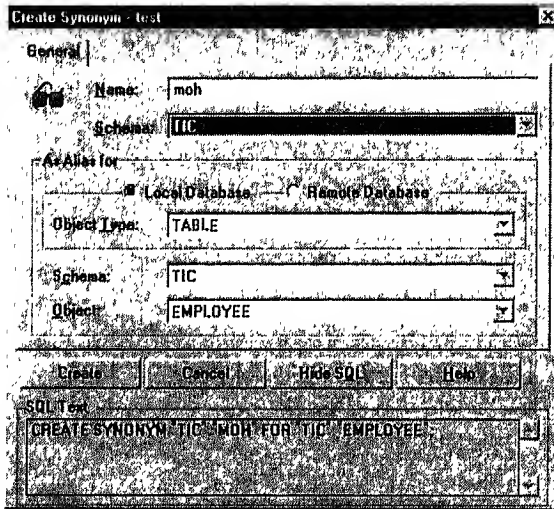 Create Synonym - test
General
Name: moh
Schema: TIC
As Alias for
Local Database Remote Database
Object Type: TABLE
Schema: TIC
Object: EMPLOYEE
Create Cancel Hide SQL Help
SQL Text
CREATE SYNONYM "TIC"."MOH" FOR "TIC"."EMPLOYEE";